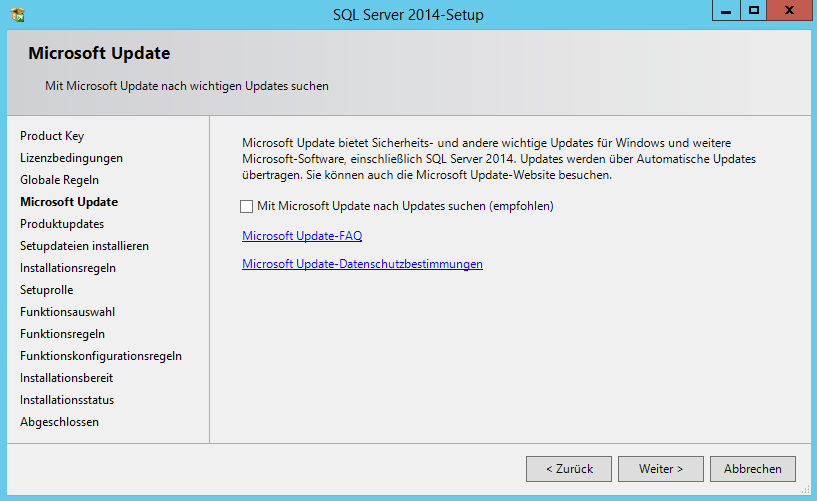 SQL Server 2014-Setup
Microsoft Update
Mit Microsoft Update nach wichtigen Updates suchen
Product Key
Lizenzbedingungen
Globale Regeln
Microsoft Update
Produktupdates
Setupdateien installieren
Installationsregeln
Setuprolle
Funktionsauswahl
Funktionsregeln
Funktionskonfigurationsregeln
Installationsbereit
Installationsstatus
Abgeschlossen
Microsoft Update bietet Sicherheits- und andere wichtige Updates für Windows und weitere
Microsoft-Software, einschließlich SQL Server 2014. Updates werden über Automatische Updates
übertragen. Sie können auch die Microsoft Update-Website besuchen.
Mit Microsoft Update nach Updates suchen (empfohlen)
Microsoft Update-FAQ
Microsoft Update-Datenschutzbestimmungen
< Zurück
Weiter >
Abbrechen